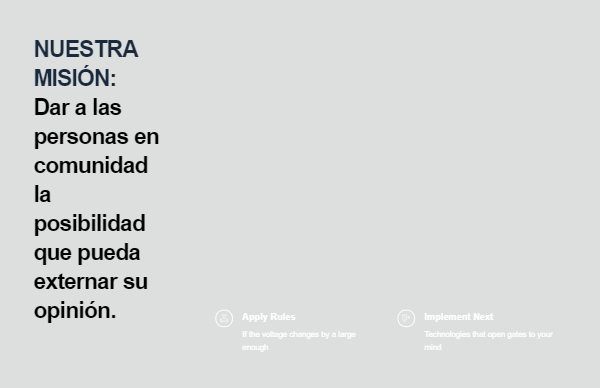 NUESTRA
MISIÓN:
Dar a las
personas en
comunidad
la
posibilidad
que pueda
externar su
opinión.
Apply Rules
If the voltage changes by a large
enough
Implement Next
Technologies that open gates to your
mind